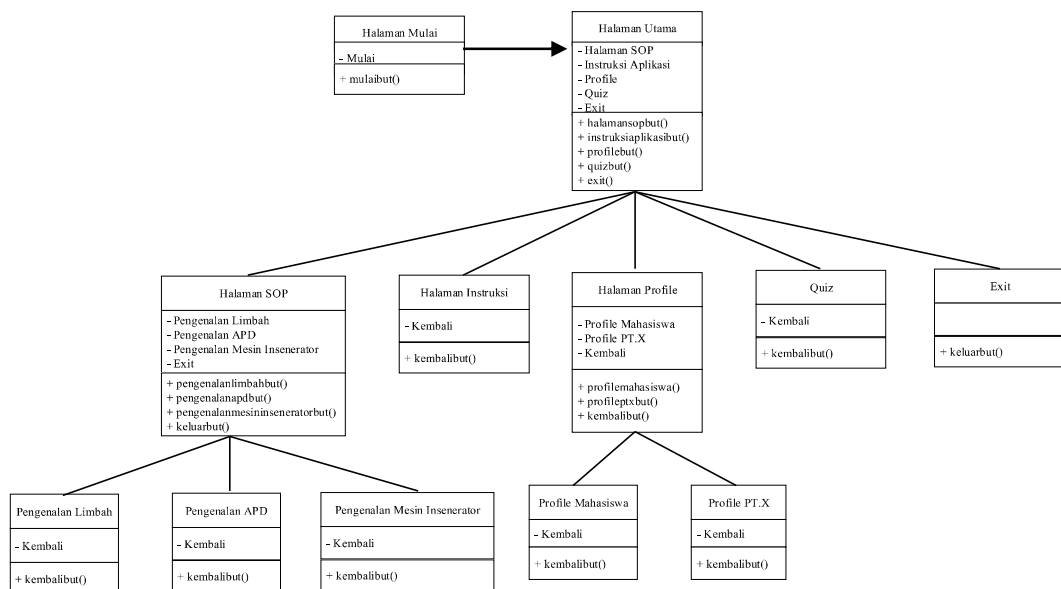 Halaman Mulai
- Mulai
+ mulaibut()
Halaman Utama
- Halaman SOP
- Instruksi Aplikasi
- Profile
- Quiz
- Exit
+ halamansopbut()
+ instruksiaplikasibut()
+ profilebut()
+ quizbut()
+ exit()
Halaman SOP
- Pengenalan Limbah
- Pengenalan APD
- Pengenalan Mesin Insenerator
- Exit
+ pengenalanlimbahbut()
+ pengenalanapdbut()
+ pengenalanmesininseneratorbut()
+ keluarbut()
Halaman Instruksi
- Kembali
+ kembalibut()
Halaman Profile
- Profile Mahasiswa
- Profile PT.X
- Kembali
+ profilemahasiswa()
+ profileptxbut()
+ kembalibut()
Quiz
- Kembali
+ kembalibut()
Exit
+ keluarbut()
Pengenalan Limbah
- Kembali
+ kembalibut()
Pengenalan APD
- Kembali
+ kembalibut()
Pengenalan Mesin Insenerator
- Kembali
+ kembalibut()
Profile Mahasiswa
- Kembali
+ kembalibut()
Profile PT.X
- Kembali
+ kembalibut()